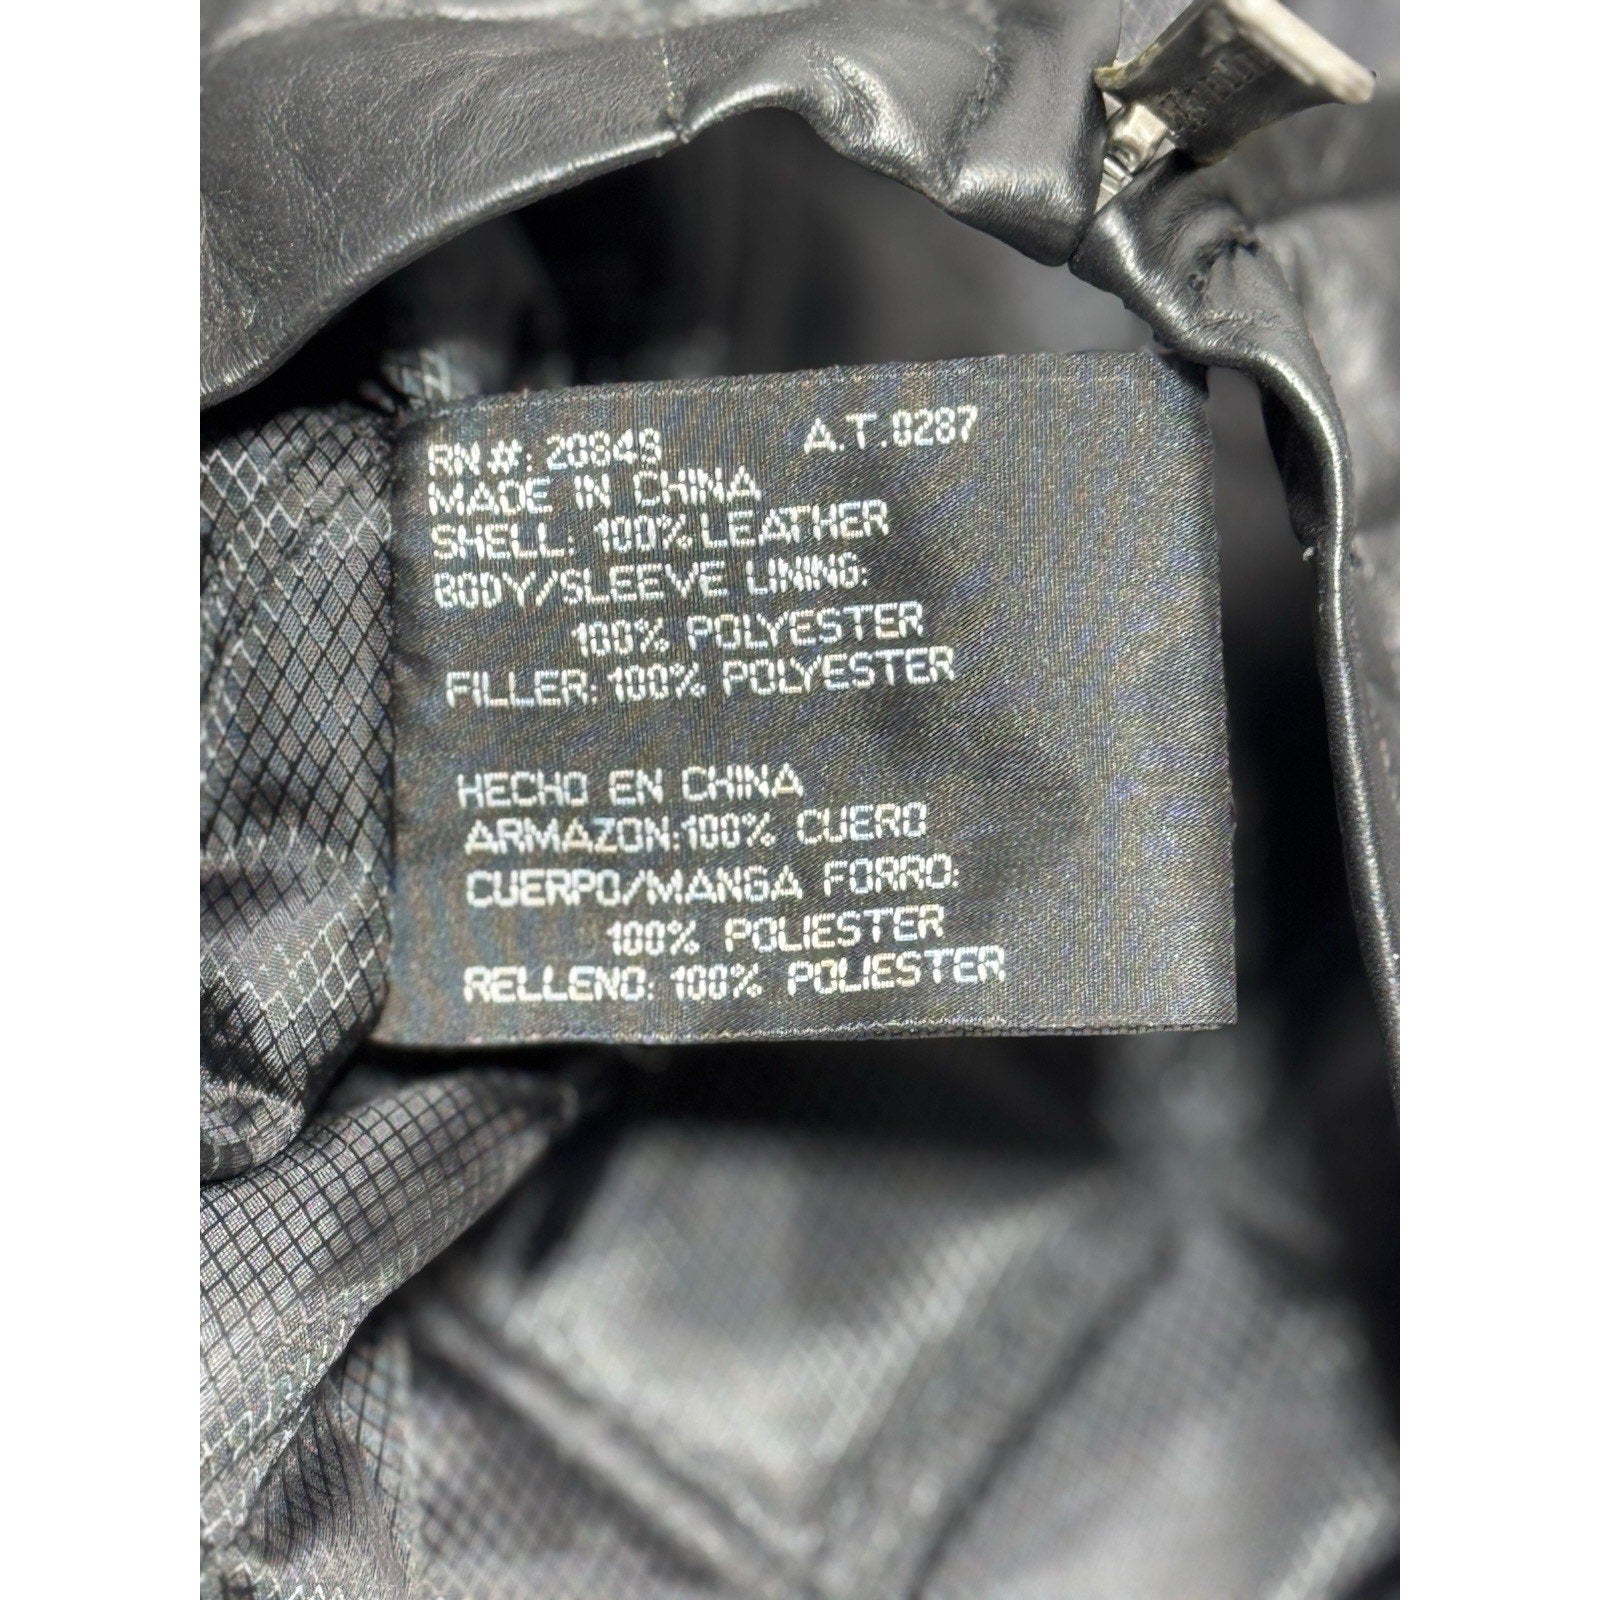 RN#: 20849 A.T.0287
MADE IN CHINA
SHELL: 100% LEATHER
BODY/SLEEVE LINING:
100% POLYESTER
FILLER: 100% POLYESTER
HECHO EN CHINA
ARMAZON:100% CUERO
CUERPO/MANGA FORRO:
100% POLIESTER
RELLENO: 100% POLIESTER